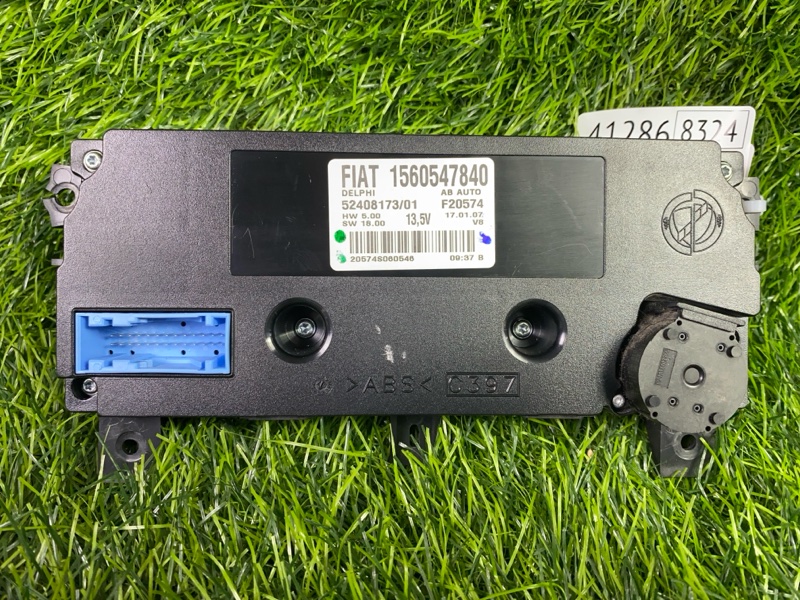 41286 8324
FIAT 1560547840
DELPHI AB AUTO
52408173/01 F20574
HW 5.00 13,5V 17.01.07
SW 16.00 V8
20574S060546 09:37 B
>ABS< C397